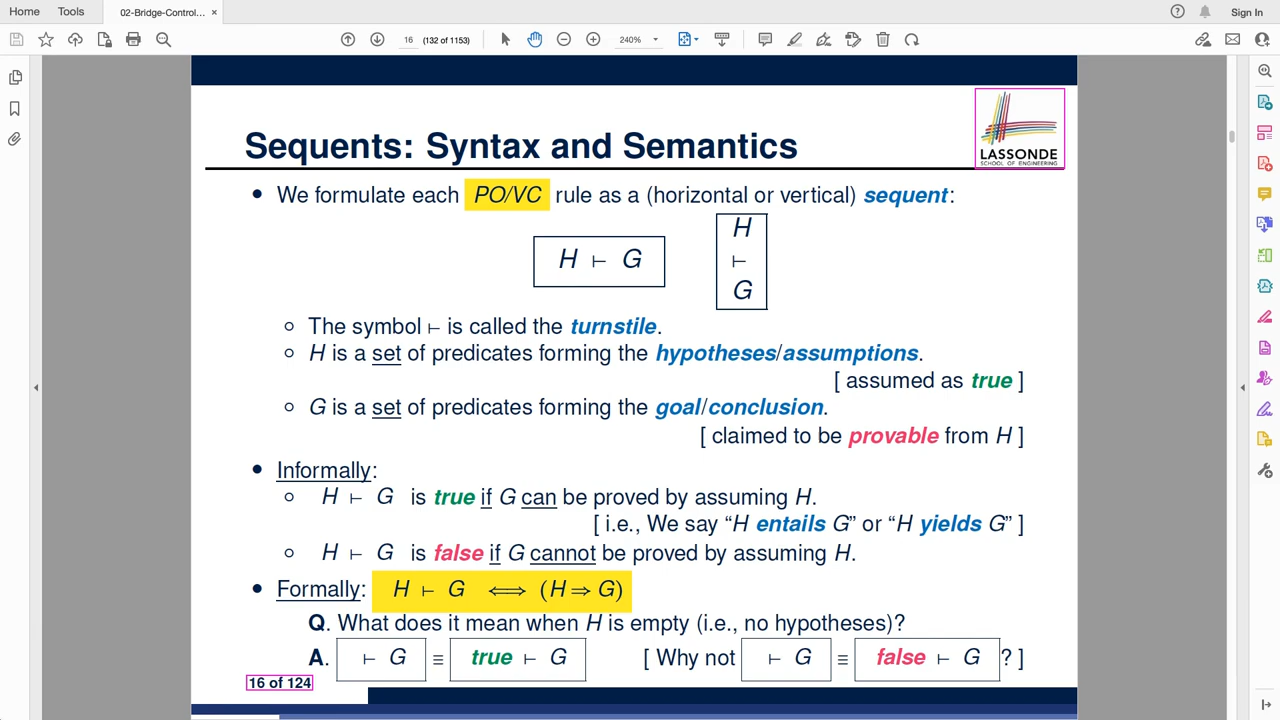 Home Tools 02-Bridge-Control... × Sign In
16 (132 of 1153) 240%
Sequents: Syntax and Semantics
LASSONDE
SCHOOL OF ENGINEERING
• We formulate each PO/VC rule as a (horizontal or vertical) sequent:
H ⊢ G
H
⊢
G
○ The symbol ⊢ is called the turnstile.
○ H is a set of predicates forming the hypotheses/assumptions.
[ assumed as true ]
○ G is a set of predicates forming the goal/conclusion.
[ claimed to be provable from H ]
• Informally:
○ H ⊢ G is true if G can be proved by assuming H.
[ i.e., We say “H entails G” or “H yields G” ]
○ H ⊢ G is false if G cannot be proved by assuming H.
• Formally: H ⊢ G ⟺ (H ⇒ G)
Q. What does it mean when H is empty (i.e., no hypotheses)?
A. ⊢ G ≡ true ⊢ G [ Why not ⊢ G ≡ false ⊢ G ? ]
16 of 124